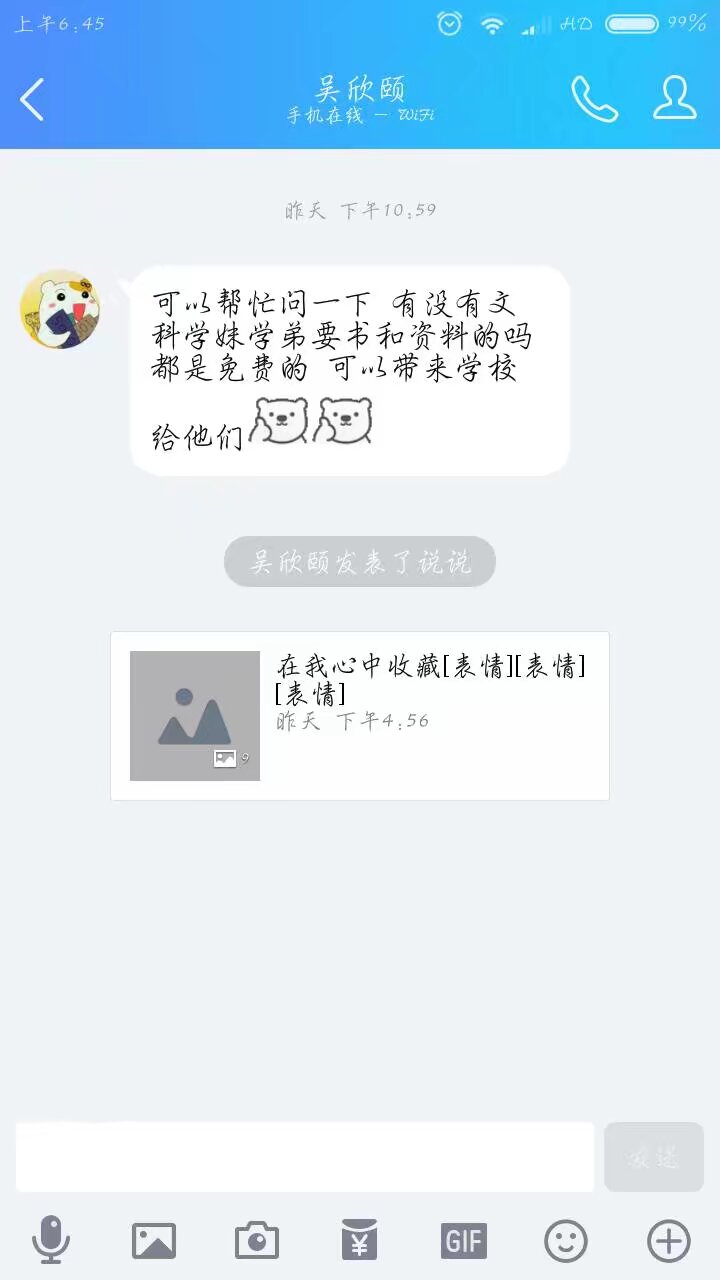 上午6:45
HD
99%
吴欣颐
手机在线 - WiFi
昨天 下午10:59
可以帮忙问一下 有没有文
科学妹学弟要书和资料的吗
都是免费的 可以带来学校
给他们
吴欣颐发表了说说
在我心中收藏[表情][表情]
[表情]
昨天 下午4:56
9
发送
¥
GIF